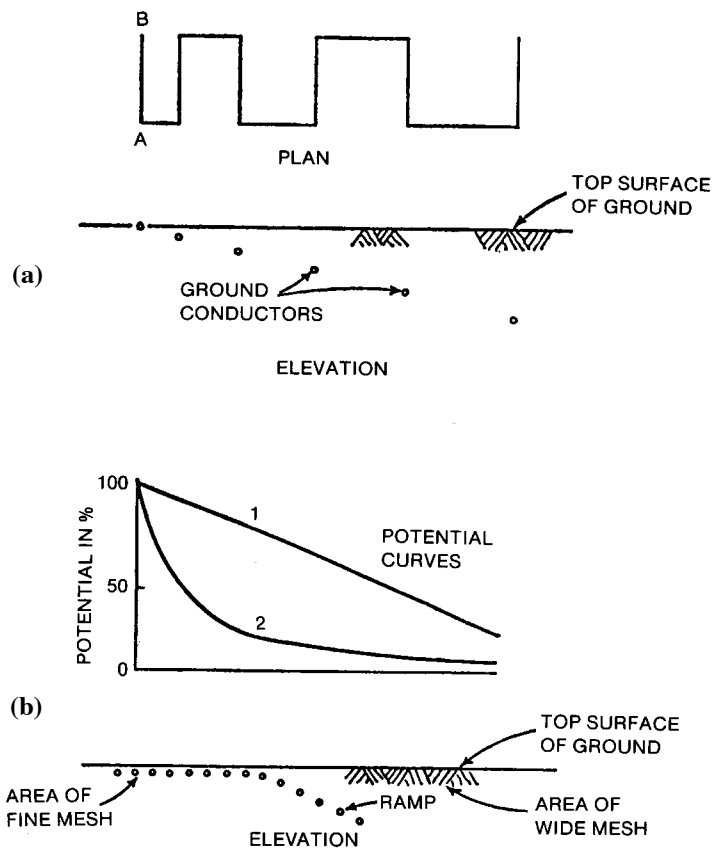 B
A
PLAN
TOP SURFACE
OF GROUND
(a)
GROUND
CONDUCTORS
ELEVATION
100
50
0
POTENTIAL IN %
1
2
POTENTIAL
CURVES
(b)
TOP SURFACE
OF GROUND
AREA OF
FINE MESH
RAMP
AREA OF
WIDE MESH
ELEVATION